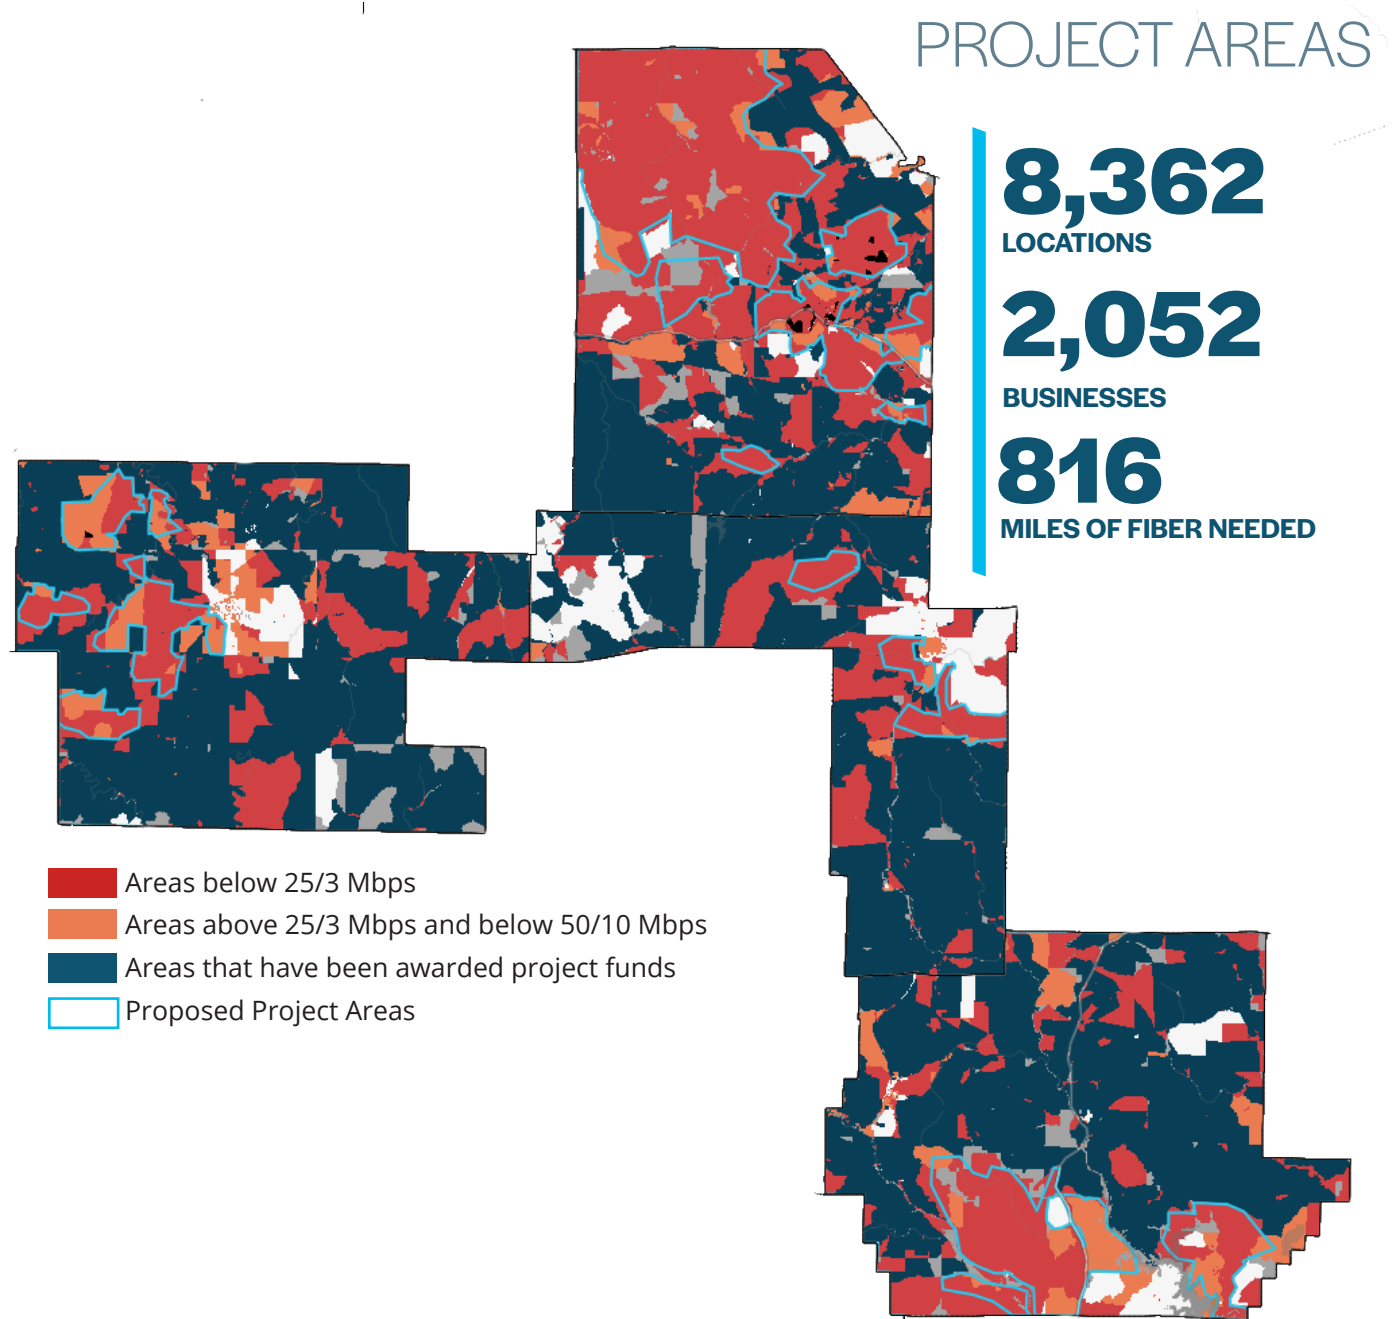 PROJECT AREAS
8,362
LOCATIONS
2,052
BUSINESSES
816
MILES OF FIBER NEEDED
Areas below 25/3 Mbps
Areas above 25/3 Mbps and below 50/10 Mbps
Areas that have been awarded project funds
Proposed Project Areas